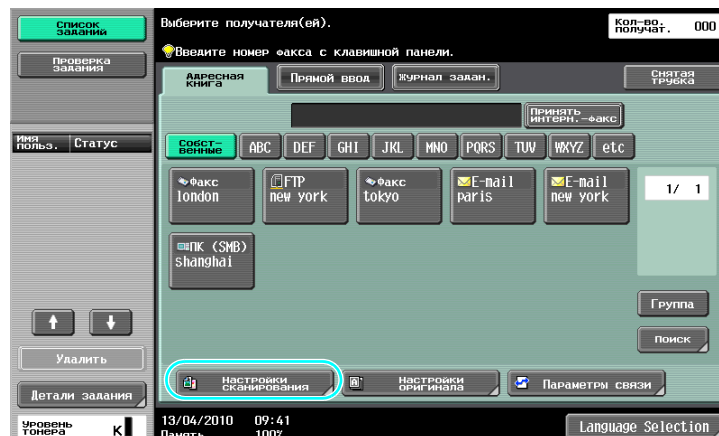 Список
заданий
Выберите получателя(ей).
Кол-во.
получат. 000
Введите номер факса с клавишной панели.
Проверка
задания
Адресная
книга
Прямой ввод
Журнал задан.
Снятая
трубка
Принять
интерн.-факс
Имя
польз. Статус
Собст-
венные ABC DEF GHI JKL MNO PQRS TUV WXYZ etc
Факс
london
FTP
new york
Факс
tokyo
E-mail
paris
E-mail
new york
1/ 1
ПК (SMB)
shanghai
Группа
Поиск
Удалить
Настройки
сканирования
Настройки
оригинала
Параметры связи
Детали задания
Уровень
тонера K
13/04/2010 09:41
Память 100%
Language Selection